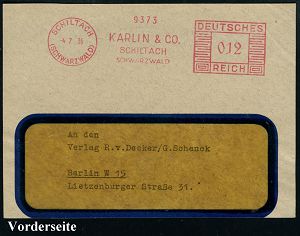 SCHILTACH
4.7.36
(SCHWARZWALD)
9373
KARLIN & CO.
SCHILTACH
SCHWARZWALD
DEUTSCHES
012
REICH
An den
Verlag R.v.Decker/G.Schenck
Berlin W 15
Lietzenburger Straße 31.
Vorderseite